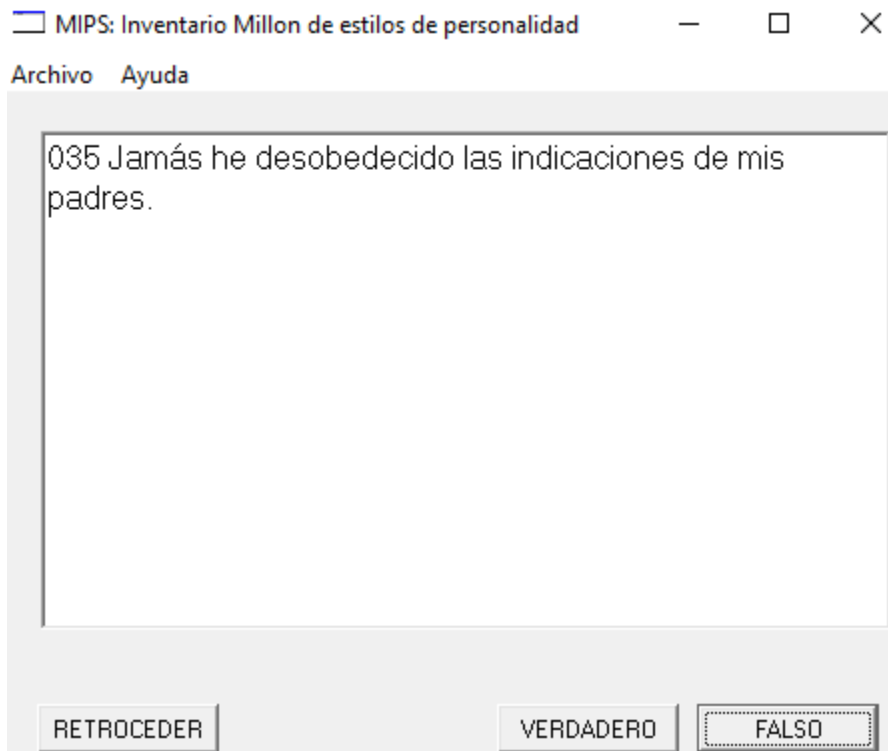 MIPS: Inventario Millon de estilos de personalidad
Archivo Ayuda
035 Jamás he desobedecido las indicaciones de mis
padres.
RETROCEDER VERDADERO FALSO